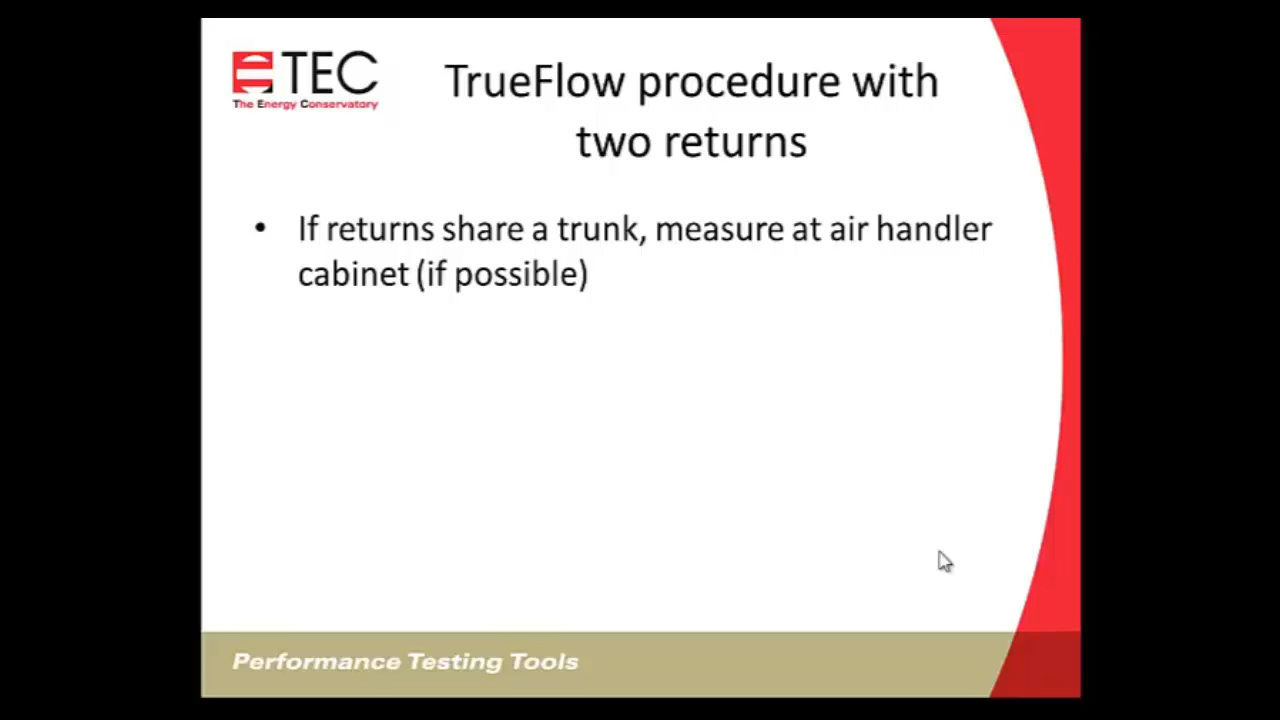 TEC
The Energy Conservatory
TrueFlow procedure with
two returns
• If returns share a trunk, measure at air handler
cabinet (if possible)
Performance Testing Tools